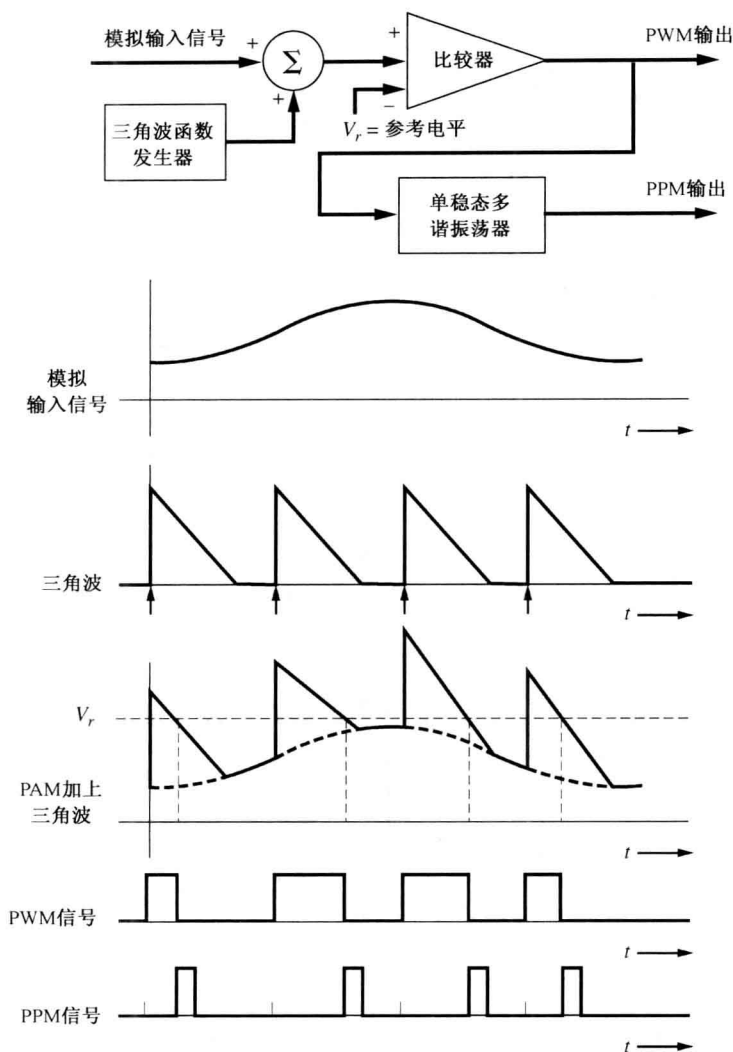 模拟输入信号
+
Σ
+
三角波函数
发生器
+
比较器
−
Vr = 参考电平
PWM输出
单稳态多
谐振荡器
PPM输出
模拟
输入信号
t
三角波
t
Vr
PAM加上
三角波
t
PWM信号
t
PPM信号
t